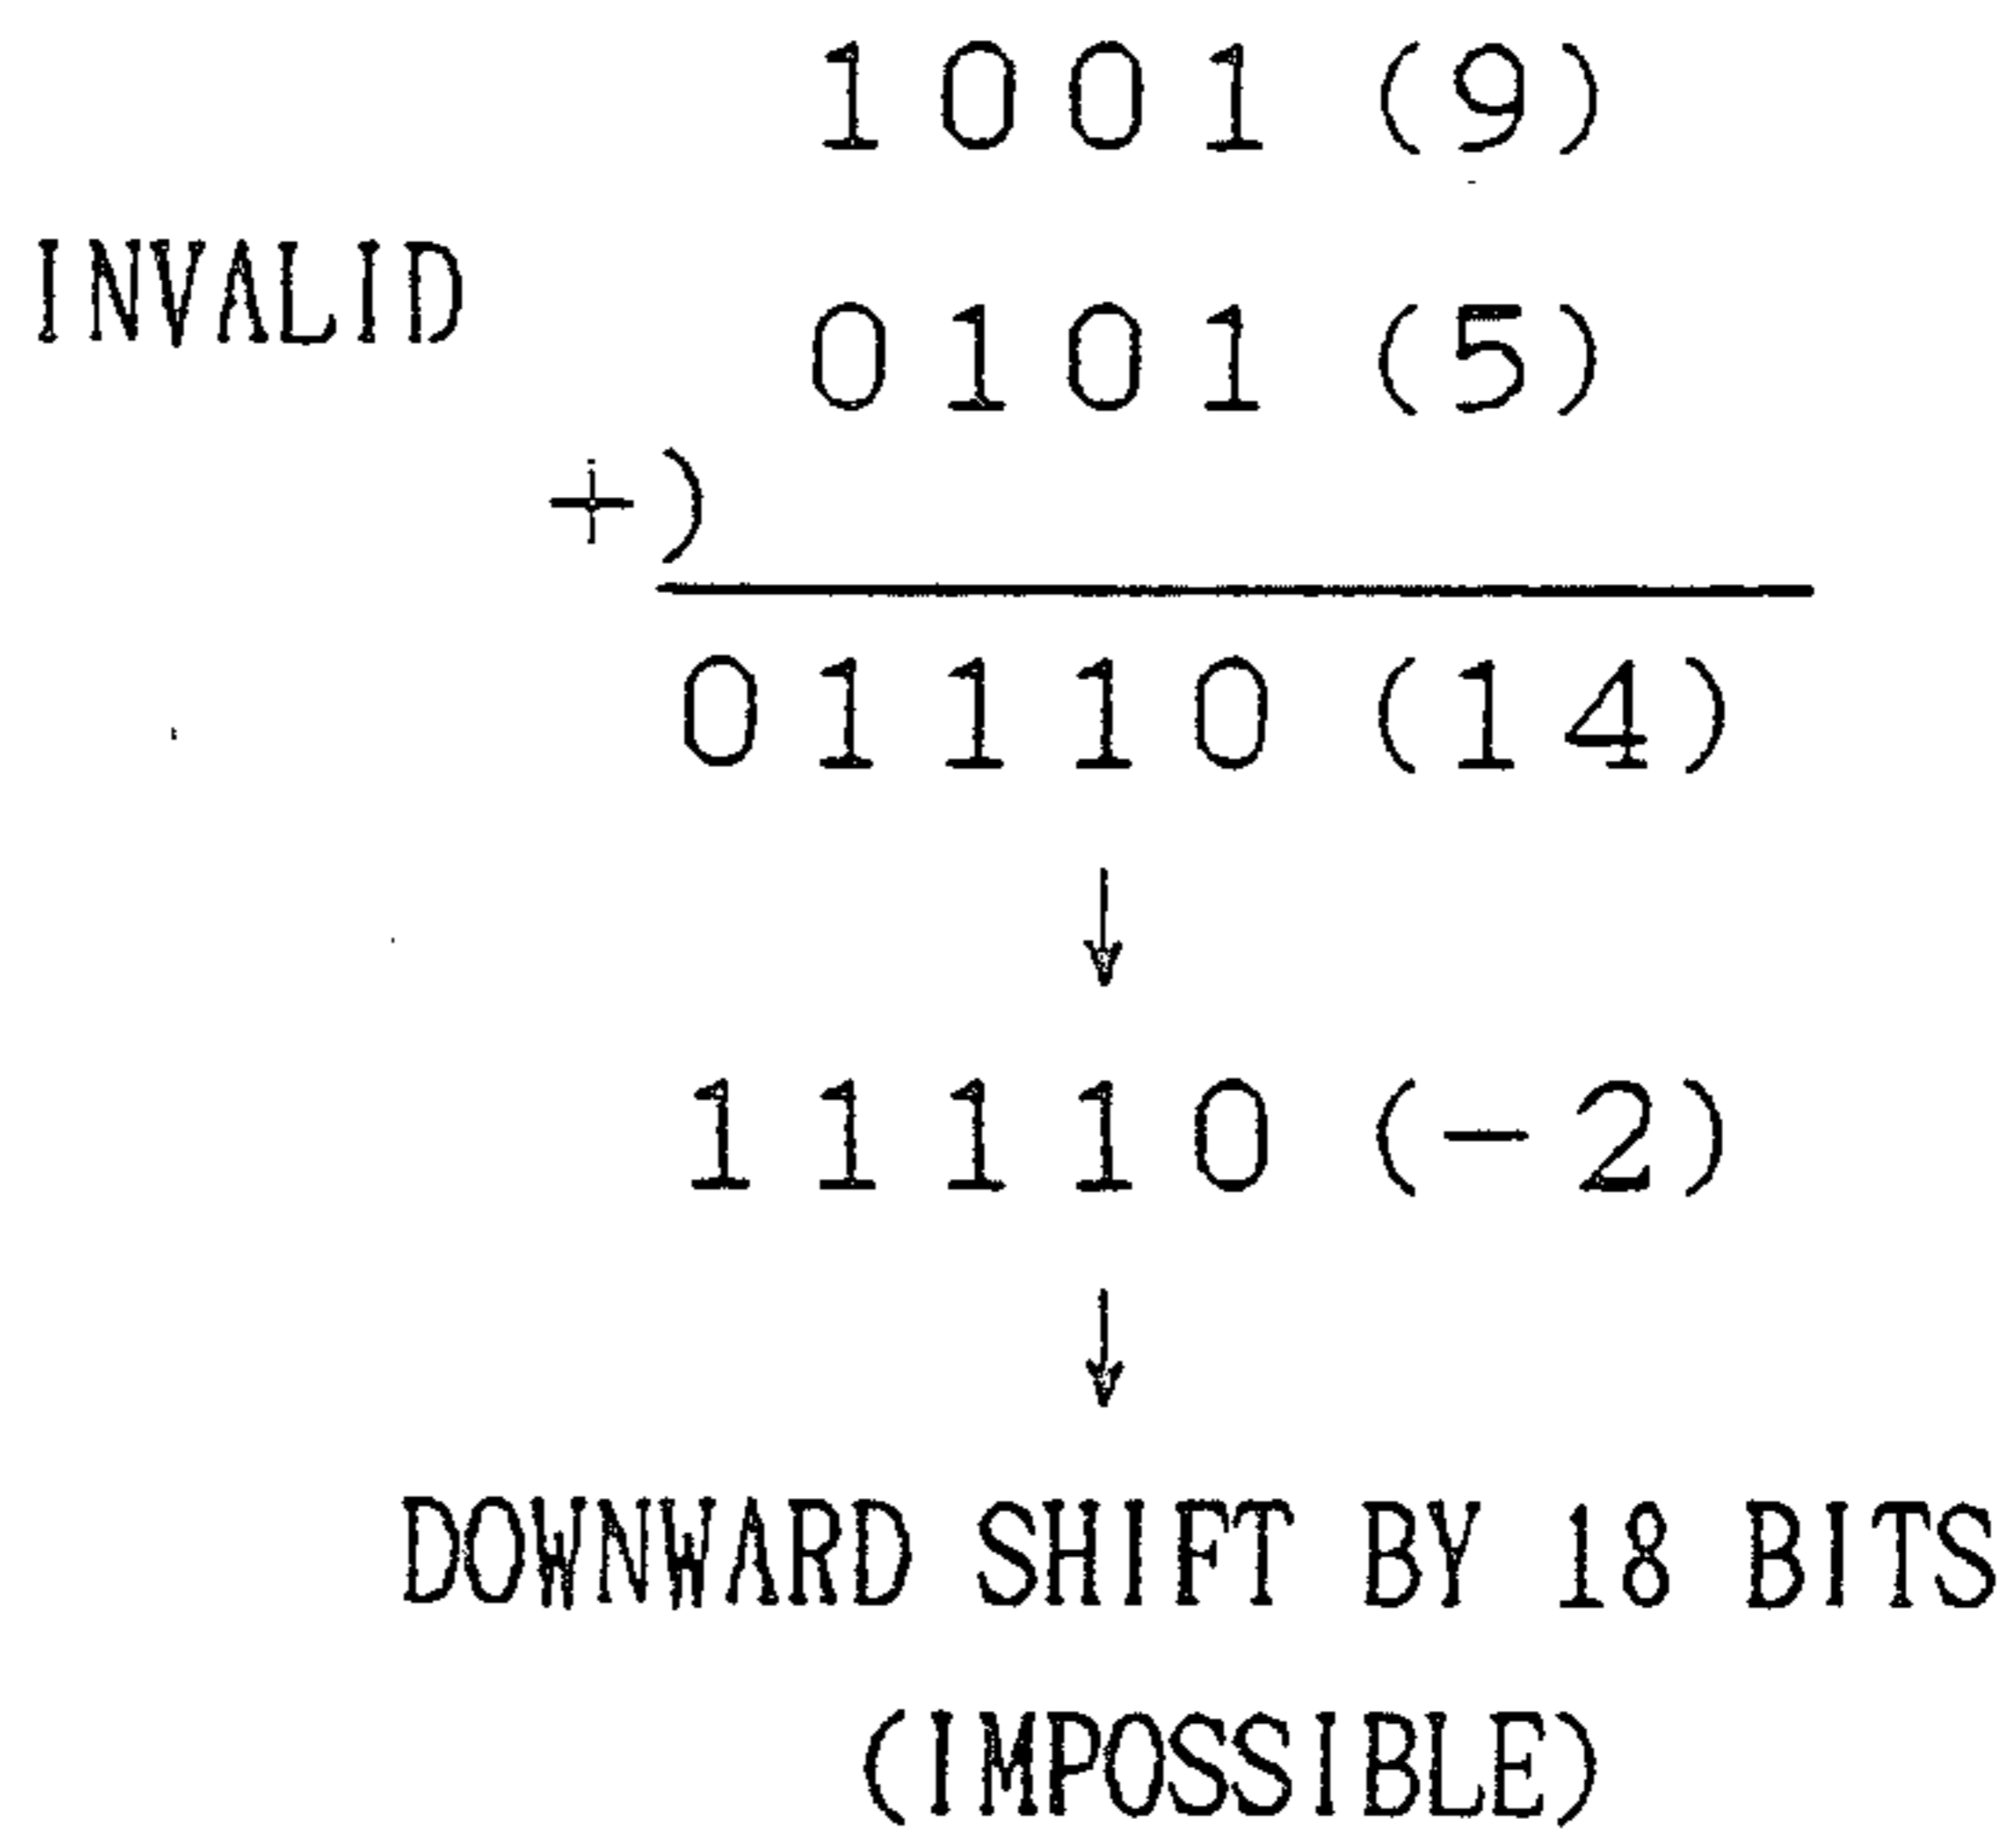 1001 (9)
INVALID
0101 (5)
+)
01110 (14)
↓
11110 (-2)
↓
DOWNWARD SHIFT BY 18 BITS
(IMPOSSIBLE)